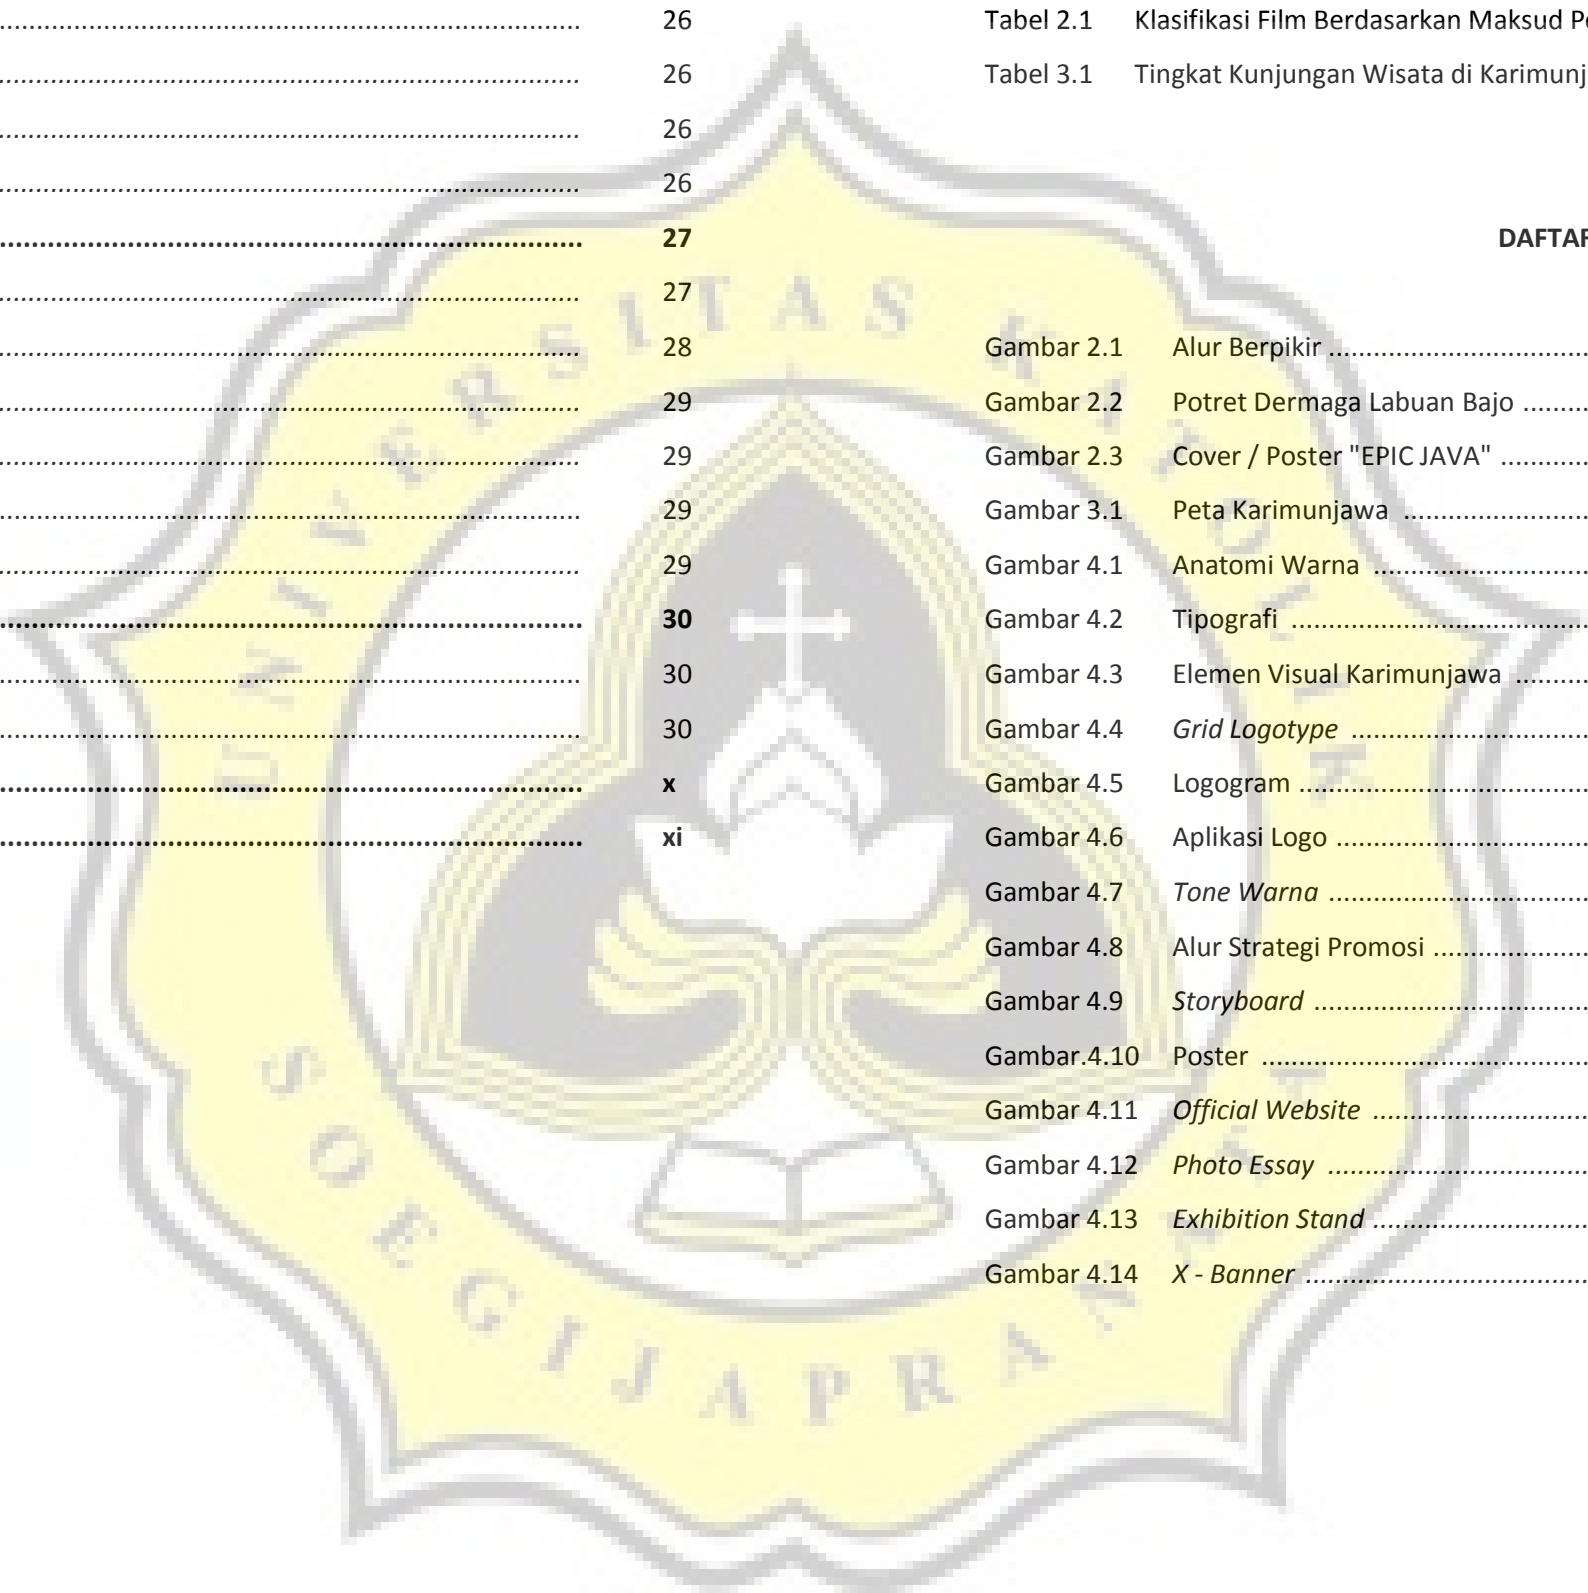 ........................................ 26
........................................ 26
........................................ 26
........................................ 26
........................................ 27
........................................ 27
........................................ 28
........................................ 29
........................................ 29
........................................ 29
........................................ 29
........................................ 30
........................................ 30
........................................ 30
........................................ x
........................................ xi
Tabel 2.1 Klasifikasi Film Berdasarkan Maksud
Tabel 3.1 Tingkat Kunjungan Wisata di Karimunj
DAFTAR
Gambar 2.1 Alur Berpikir ........................................
Gambar 2.2 Potret Dermaga Labuan Bajo ............
Gambar 2.3 Cover / Poster "EPIC JAVA" ...............
Gambar 3.1 Peta Karimunjawa ..............................
Gambar 4.1 Anatomi Warna ..................................
Gambar 4.2 Tipografi ..............................................
Gambar 4.3 Elemen Visual Karimunjawa .............
Gambar 4.4 Grid Logotype .....................................
Gambar 4.5 Logogram .............................................
Gambar 4.6 Aplikasi Logo .......................................
Gambar 4.7 Tone Warna .........................................
Gambar 4.8 Alur Strategi Promosi ........................
Gambar 4.9 Storyboard ...........................................
Gambar.4.10 Poster ..................................................
Gambar 4.11 Official Website ..................................
Gambar 4.12 Photo Essay .........................................
Gambar 4.13 Exhibition Stand ..................................
Gambar 4.14 X - Banner ............................................
UNIVERSITAS KATOLIK
SOEGIJAPRANATA